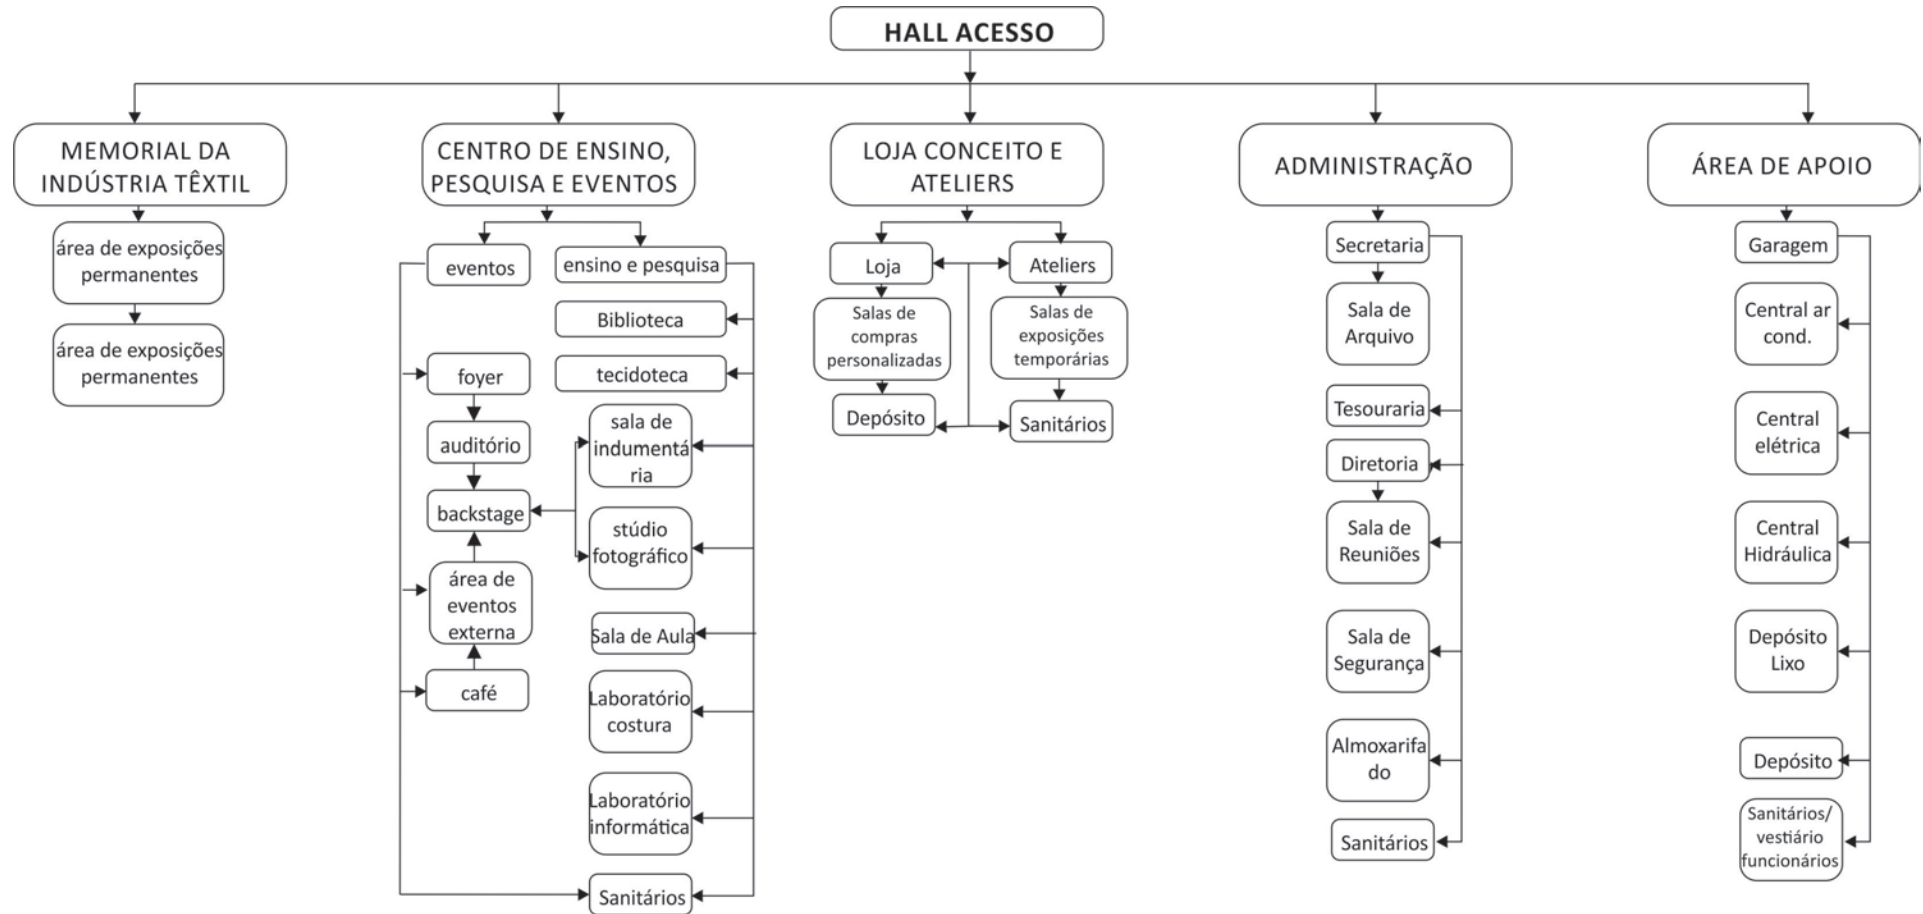 HALL ACESSO
MEMORIAL DA
INDÚSTRIA TÊXTIL
área de exposições
permanentes
área de exposições
permanentes
CENTRO DE ENSINO,
PESQUISA E EVENTOS
eventos
foyer
auditório
backstage
área de
eventos
externa
café
ensino e pesquisa
Biblioteca
tecidoteca
sala de
indumentá
ria
stúdio
fotográfico
Sala de Aula
Laboratório
costura
Laboratório
informática
Sanitários
LOJA CONCEITO E
ATELIERS
Loja
Salas de
compras
personalizadas
Depósito
Ateliers
Salas de
exposições
temporárias
Sanitários
ADMINISTRAÇÃO
Secretaria
Sala de
Arquivo
Tesouraria
Diretoria
Sala de
Reuniões
Sala de
Segurança
Almoxarifa
do
Sanitários
ÁREA DE APOIO
Garagem
Central ar
cond.
Central
elétrica
Central
Hidráulica
Depósito
Lixo
Depósito
Sanitários/
vestiário
funcionários